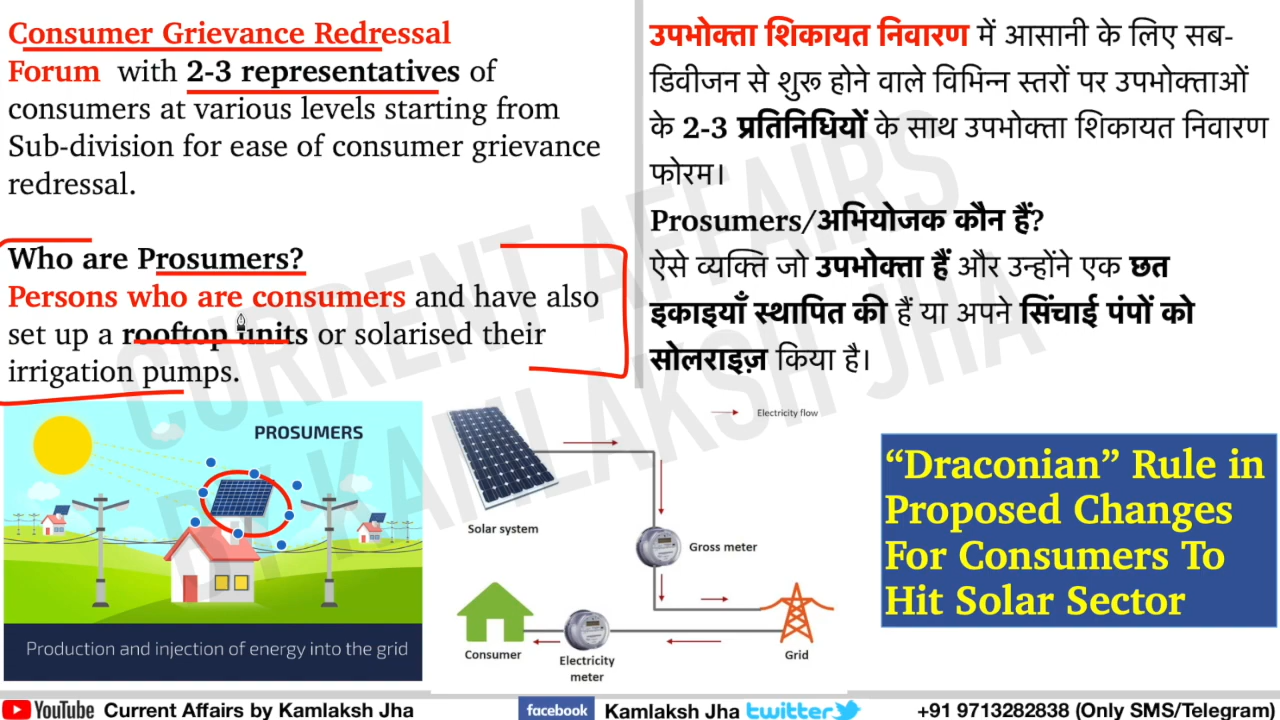 Consumer Grievance Redressal
Forum with 2-3 representatives of
consumers at various levels starting from
Sub-division for ease of consumer grievance
redressal.
Who are Prosumers?
Persons who are consumers and have also
set up a rooftop units or solarised their
irrigation pumps.
उपभोक्ता शिकायत निवारण में आसानी के लिए सब-
डिवीजन से शुरू होने वाले विभिन्न स्तरों पर उपभोक्ताओं
के 2-3 प्रतिनिधियों के साथ उपभोक्ता शिकायत निवारण
फोरम।
Prosumers/अभियोजक कौन हैं?
ऐसे व्यक्ति जो उपभोक्ता हैं और उन्होंने एक छत
इकाइयाँ स्थापित की हैं या अपने सिंचाई पंपों को
सोलराइज़ किया है।
PROSUMERS
Production and injection of energy into the grid
Electricity flow
Solar system
Gross meter
Consumer
Electricity
meter
Grid
“Draconian” Rule in
Proposed Changes
For Consumers To
Hit Solar Sector
CURRENT AFFAIRS
BY KAMLAKSH JHA
YouTube Current Affairs by Kamlaksh Jha facebook Kamlaksh Jha twitter +91 9713282838 (Only SMS/Telegram)